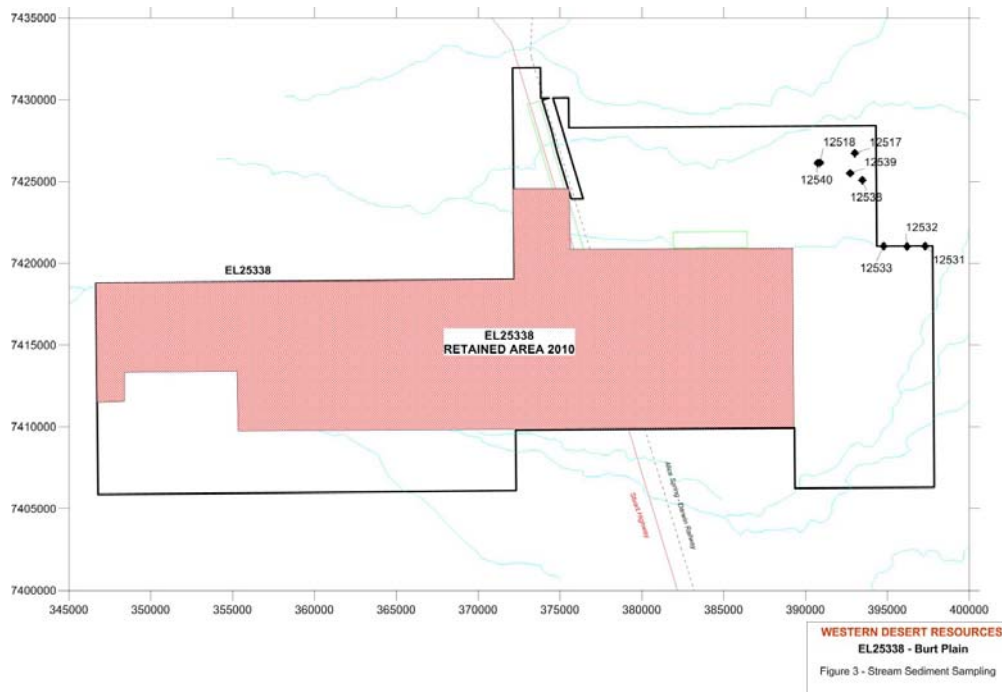 7435000
7430000
7425000
7420000
7415000
7410000
7405000
7400000
12518
12517
12539
12540
12538
12532
12533
12531
EL25338
EL25338
RETAINED AREA 2010
Stuart Highway
Alice Spring - Darwin Railway
345000 350000 355000 360000 365000 370000 375000 380000 385000 390000 395000 400000
WESTERN DESERT RESOURCES
EL25338 - Burt Plain
Figure 3 - Stream Sediment Sampling